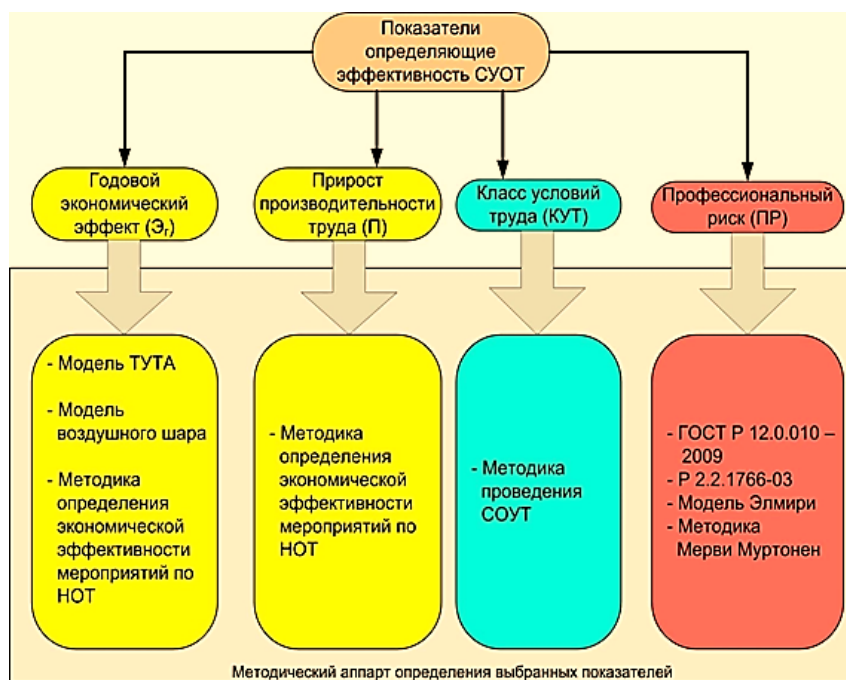 Показатели
определяющие
эффективность СУОТ
Годовой
экономический
эффект (Эг)
Прирост
производительности
труда (П)
Класс условий
труда (КУТ)
Профессиональный
риск (ПР)
- Модель ТУТА
- Модель
воздушного шара
- Методика
определения
экономической
эффективности
мероприятий по
НОТ
- Методика
определения
экономической
эффективности
мероприятий по
НОТ
- Методика
проведения
СОУТ
- ГОСТ Р 12.0.010 –
2009
- Р 2.2.1766-03
- Модель Элмири
- Методика
Мерви Муртонен
Методический аппарт определения выбранных показателей